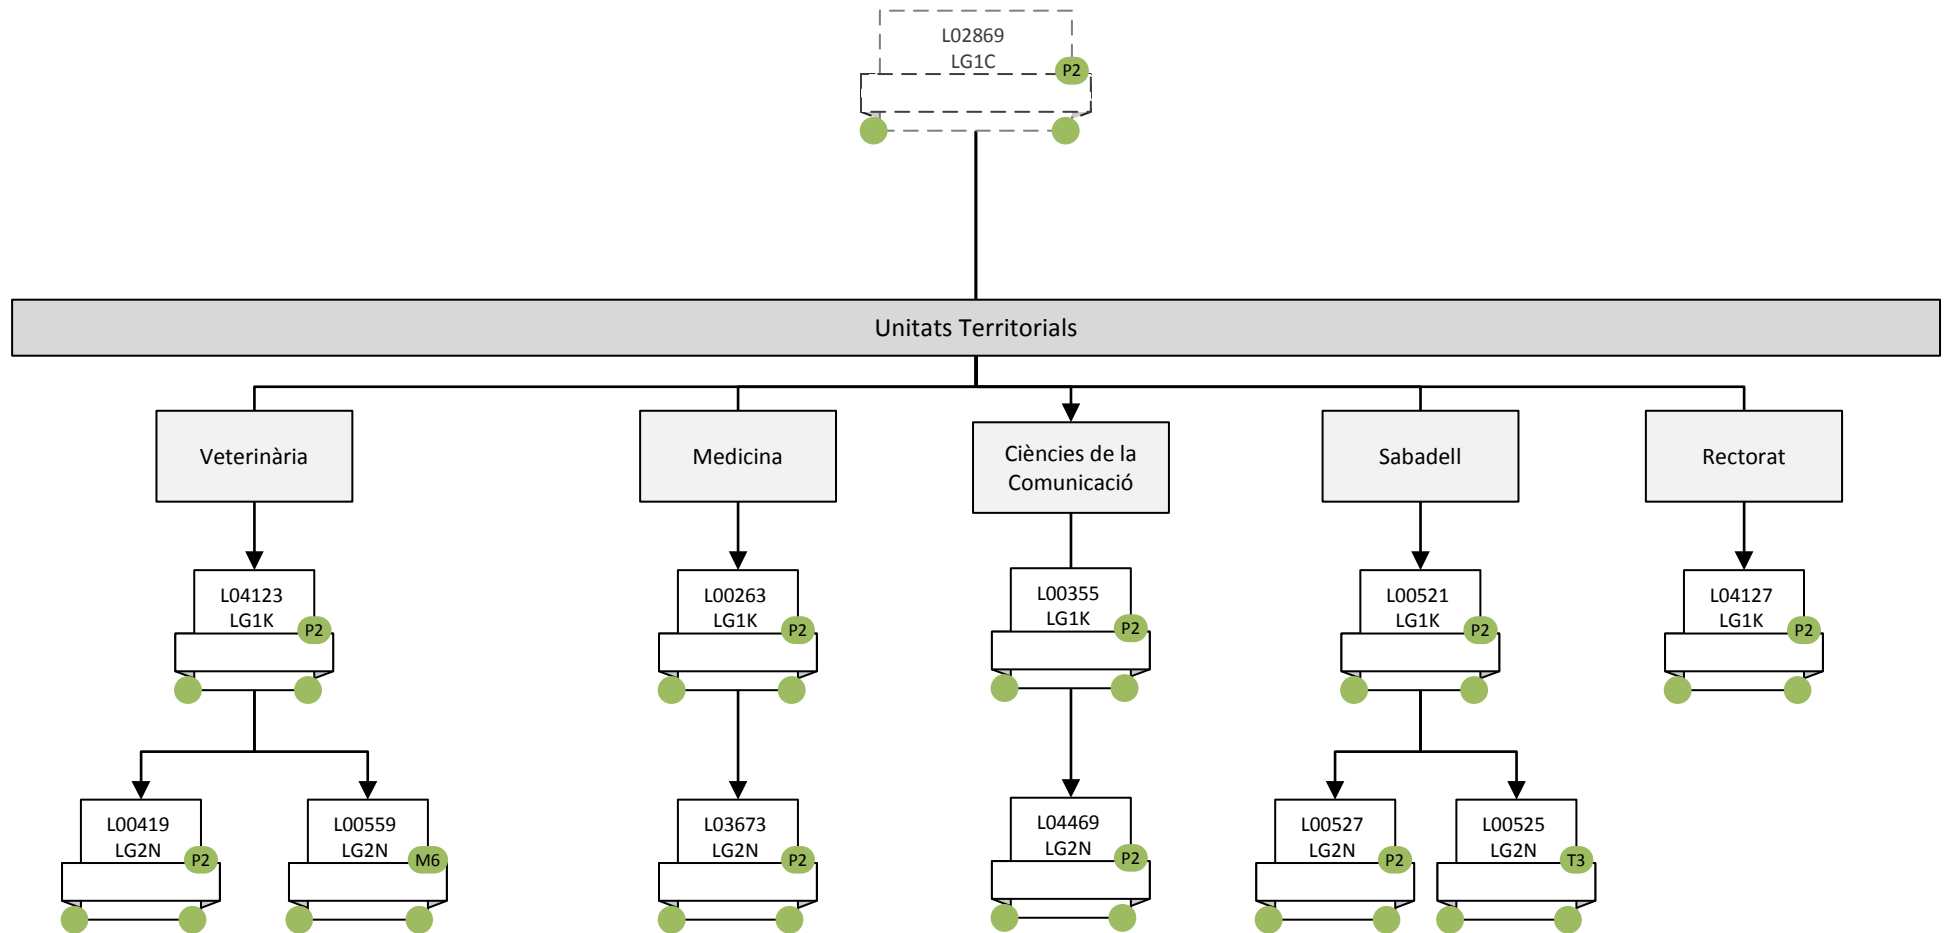 L02869
LG1C
P2
Unitats Territorials
Veterinària
Medicina
Ciències de la
Comunicació
Sabadell
Rectorat
L04123
LG1K
P2
L00263
LG1K
P2
L00355
LG1K
P2
L00521
LG1K
P2
L04127
LG1K
P2
L00419
LG2N
P2
L00559
LG2N
M6
L03673
LG2N
P2
L04469
LG2N
P2
L00527
LG2N
P2
L00525
LG2N
T3